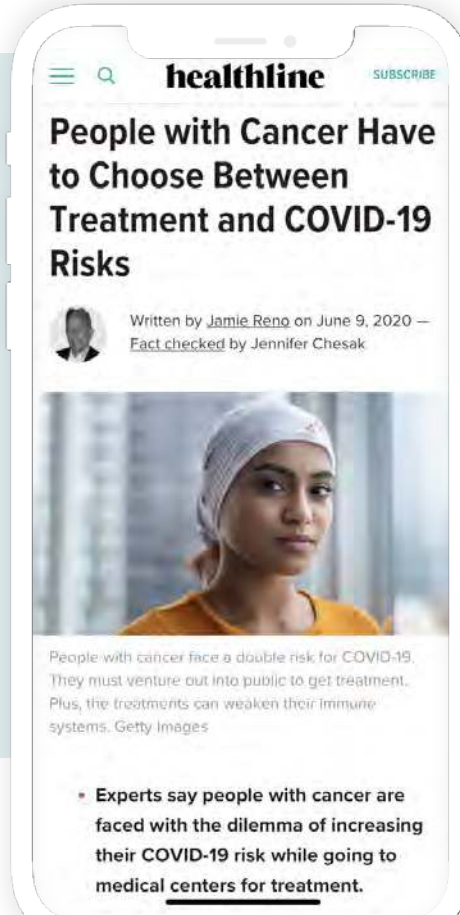 healthline
SUBSCRIBE
People with Cancer Have
to Choose Between
Treatment and COVID-19
Risks
Written by Jamie Reno on June 9, 2020 —
Fact checked by Jennifer Chesak
People with cancer face a double risk for COVID-19.
They must venture out into public to get treatment.
Plus, the treatments can weaken their immune
systems. Getty Images
• Experts say people with cancer are
faced with the dilemma of increasing
their COVID-19 risk while going to
medical centers for treatment.